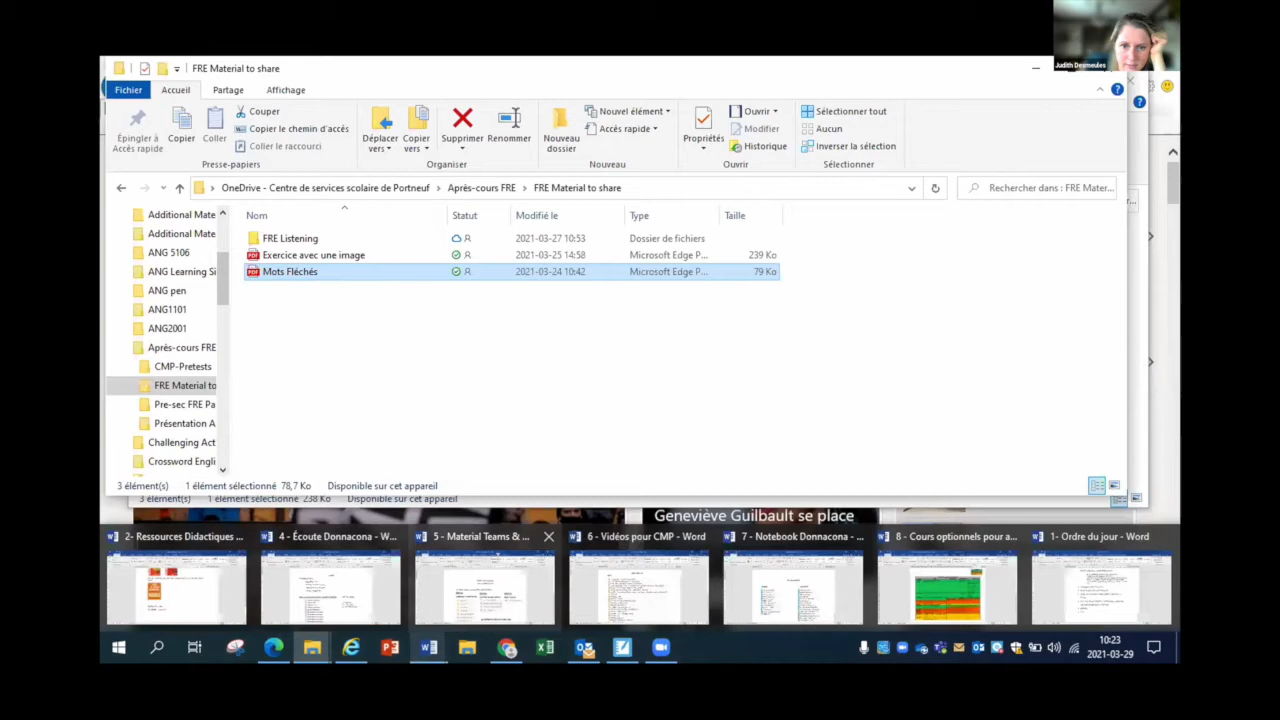 Judith Desmeules
FRE Material to share
Fichier Accueil Partage Affichage
Épingler à Accès rapide
Copier
Coller
Couper
Copier le chemin d'accès
Coller le raccourci
Déplacer vers
Copier vers
Supprimer
Renommer
Nouveau dossier
Nouvel élément
Accès rapide
Propriétés
Ouvrir
Modifier
Historique
Sélectionner tout
Aucun
Inverser la sélection
Presse-papiers Organiser Nouveau Ouvrir Sélectionner
OneDrive - Centre de services scolaire de Portneuf > Après-cours FRE > FRE Material to share
Rechercher dans : FRE Mater...
Nom Statut Modifié le Type Taille
FRE Listening 2021-03-27 10:53 Dossier de fichiers
Exercice avec une image 2021-03-25 14:58 Microsoft Edge P... 239 Ko
Mots Fléchés 2021-03-24 10:42 Microsoft Edge P... 79 Ko
Additional Mate
Additional Mate
ANG 5106
ANG Learning Si
ANG pen
ANG1101
ANG2001
Après-cours FRE
CMP-Pretests
FRE Material to
Pre-sec FRE Pa
Présentation A
Challenging Act
Crossword Engli
3 élément(s) 1 élément sélectionné 78,7 Ko Disponible sur cet appareil
3 élément(s) 1 élément sélectionné 238 Ko Disponible sur cet appareil
Geneviève Guilbault se place
2- Ressources Didactiques ...
4 - Écoute Donnacona - W...
5 - Material Teams & ...
6 - Vidéos pour CMP - Word
7 - Notebook Donnacona - ...
8 - Cours optionnels pour a...
1- Ordre du jour - Word
10:23
2021-03-29